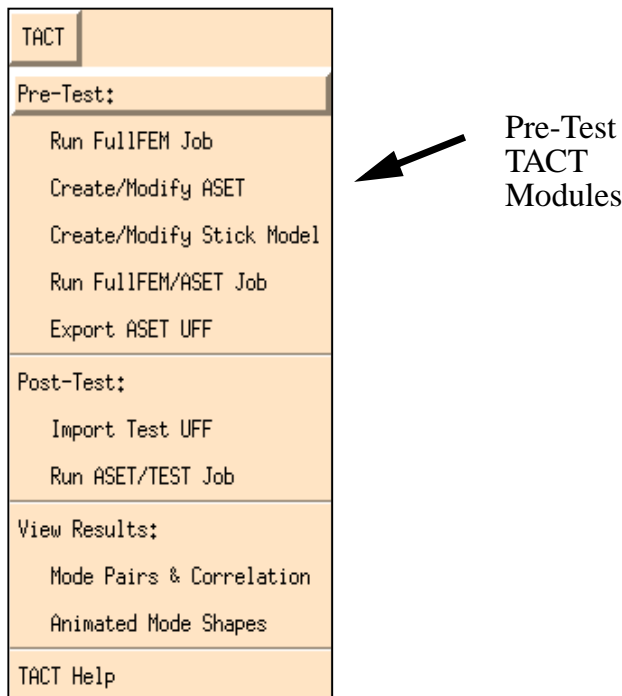 TACT
Pre-Test:
Run FullFEM Job
Create/Modify ASET
Create/Modify Stick Model
Run FullFEM/ASET Job
Export ASET UFF
Post-Test:
Import Test UFF
Run ASET/TEST Job
View Results:
Mode Pairs & Correlation
Animated Mode Shapes
TACT Help
Pre-Test
TACT
Modules